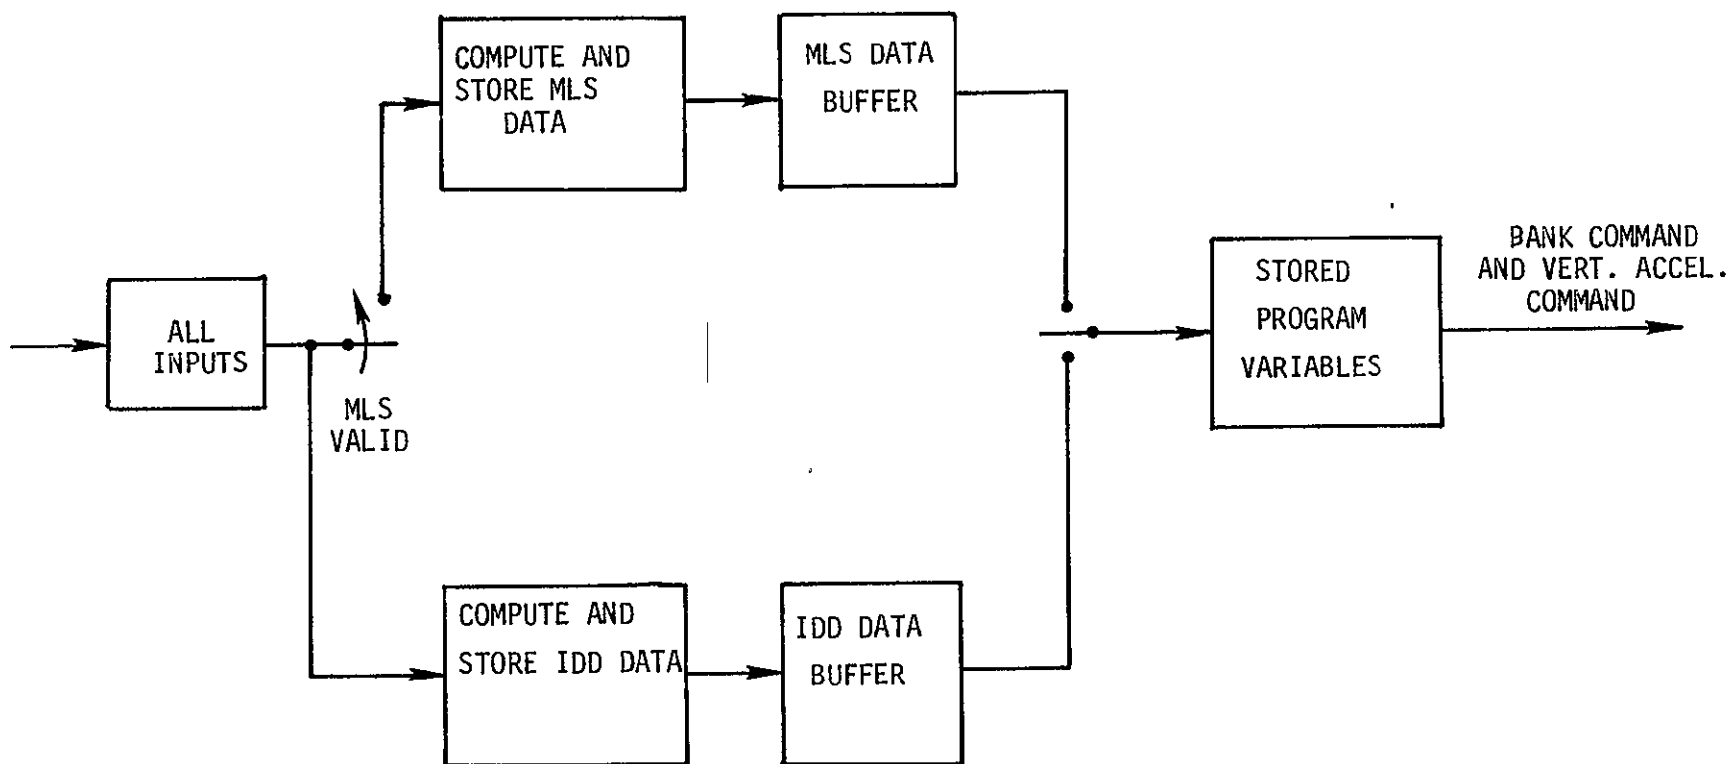 COMPUTE AND
STORE MLS
DATA
MLS DATA
BUFFER
ALL
INPUTS
MLS
VALID
STORED
PROGRAM
VARIABLES
BANK COMMAND
AND VERT. ACCEL.
COMMAND
COMPUTE AND
STORE IDD DATA
IDD DATA
BUFFER